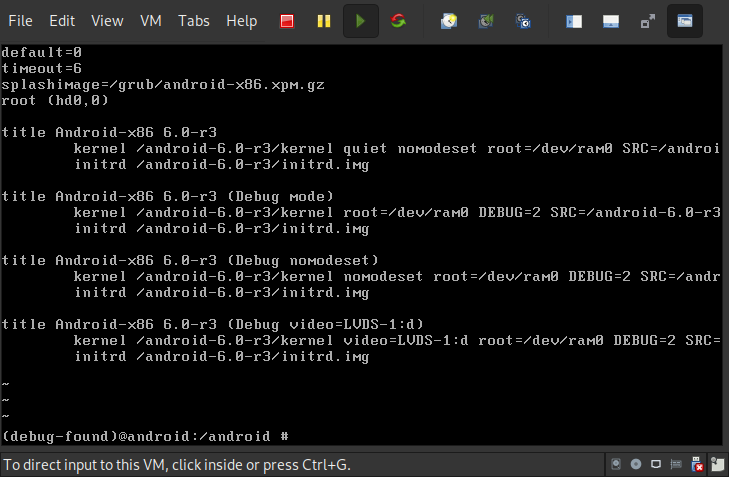 File Edit View VM Tabs Help
default=0
timeout=6
splashimage=/grub/android-x86.xpm.gz
root (hd0,0)
title Android-x86 6.0-r3
kernel /android-6.0-r3/kernel quiet nomodeset root=/dev/ram0 SRC=/androi
initrd /android-6.0-r3/initrd.img
title Android-x86 6.0-r3 (Debug mode)
kernel /android-6.0-r3/kernel root=/dev/ram0 DEBUG=2 SRC=/android-6.0-r3
initrd /android-6.0-r3/initrd.img
title Android-x86 6.0-r3 (Debug nomodeset)
kernel /android-6.0-r3/kernel nomodeset root=/dev/ram0 DEBUG=2 SRC=/andr
initrd /android-6.0-r3/initrd.img
title Android-x86 6.0-r3 (Debug video=LVDS-1:d)
kernel /android-6.0-r3/kernel video=LVDS-1:d root=/dev/ram0 DEBUG=2 SRC=
initrd /android-6.0-r3/initrd.img
~
~
~
(debug-found)@android:/android #
To direct input to this VM, click inside or press Ctrl+G.